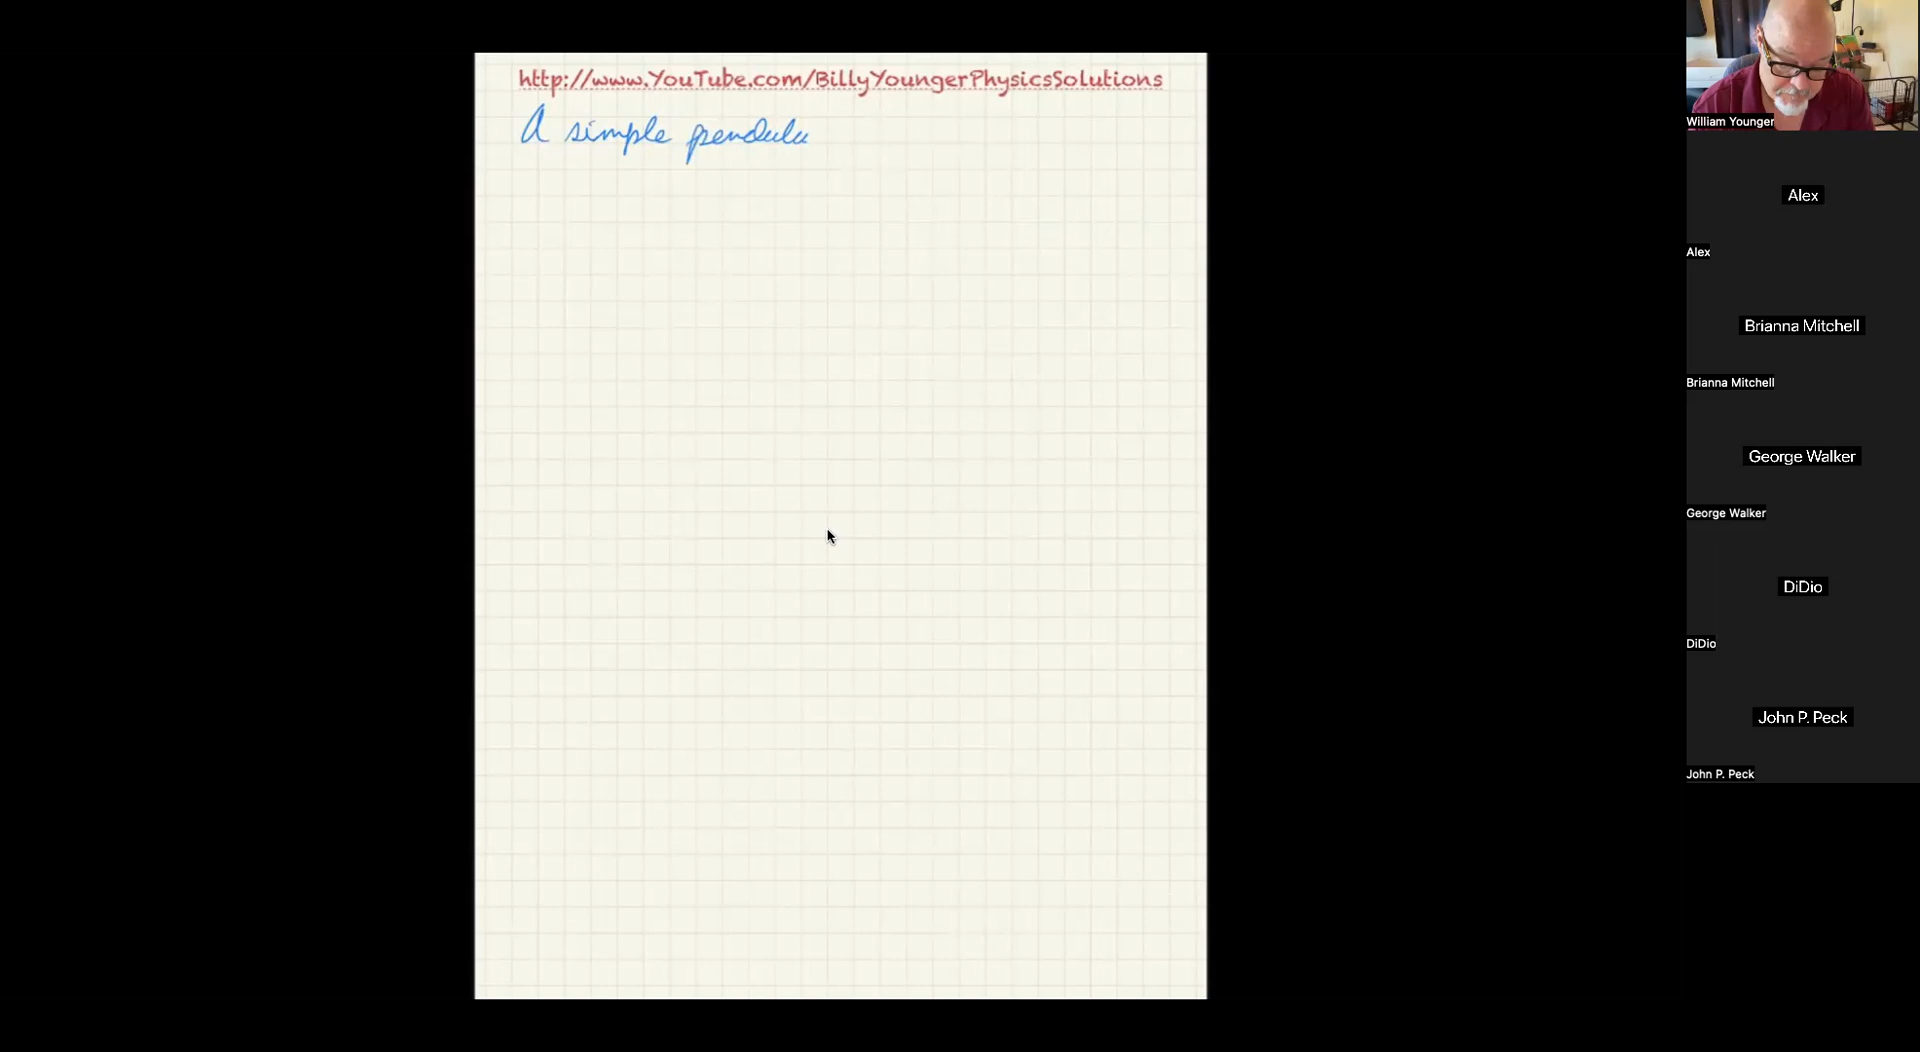 http://www.YouTube.com/BillyYoungerPhysicsSolutions
A simple pendulu
William Younger
Alex
Alex
Brianna Mitchell
Brianna Mitchell
George Walker
George Walker
DiDio
DiDio
John P. Peck
John P. Peck